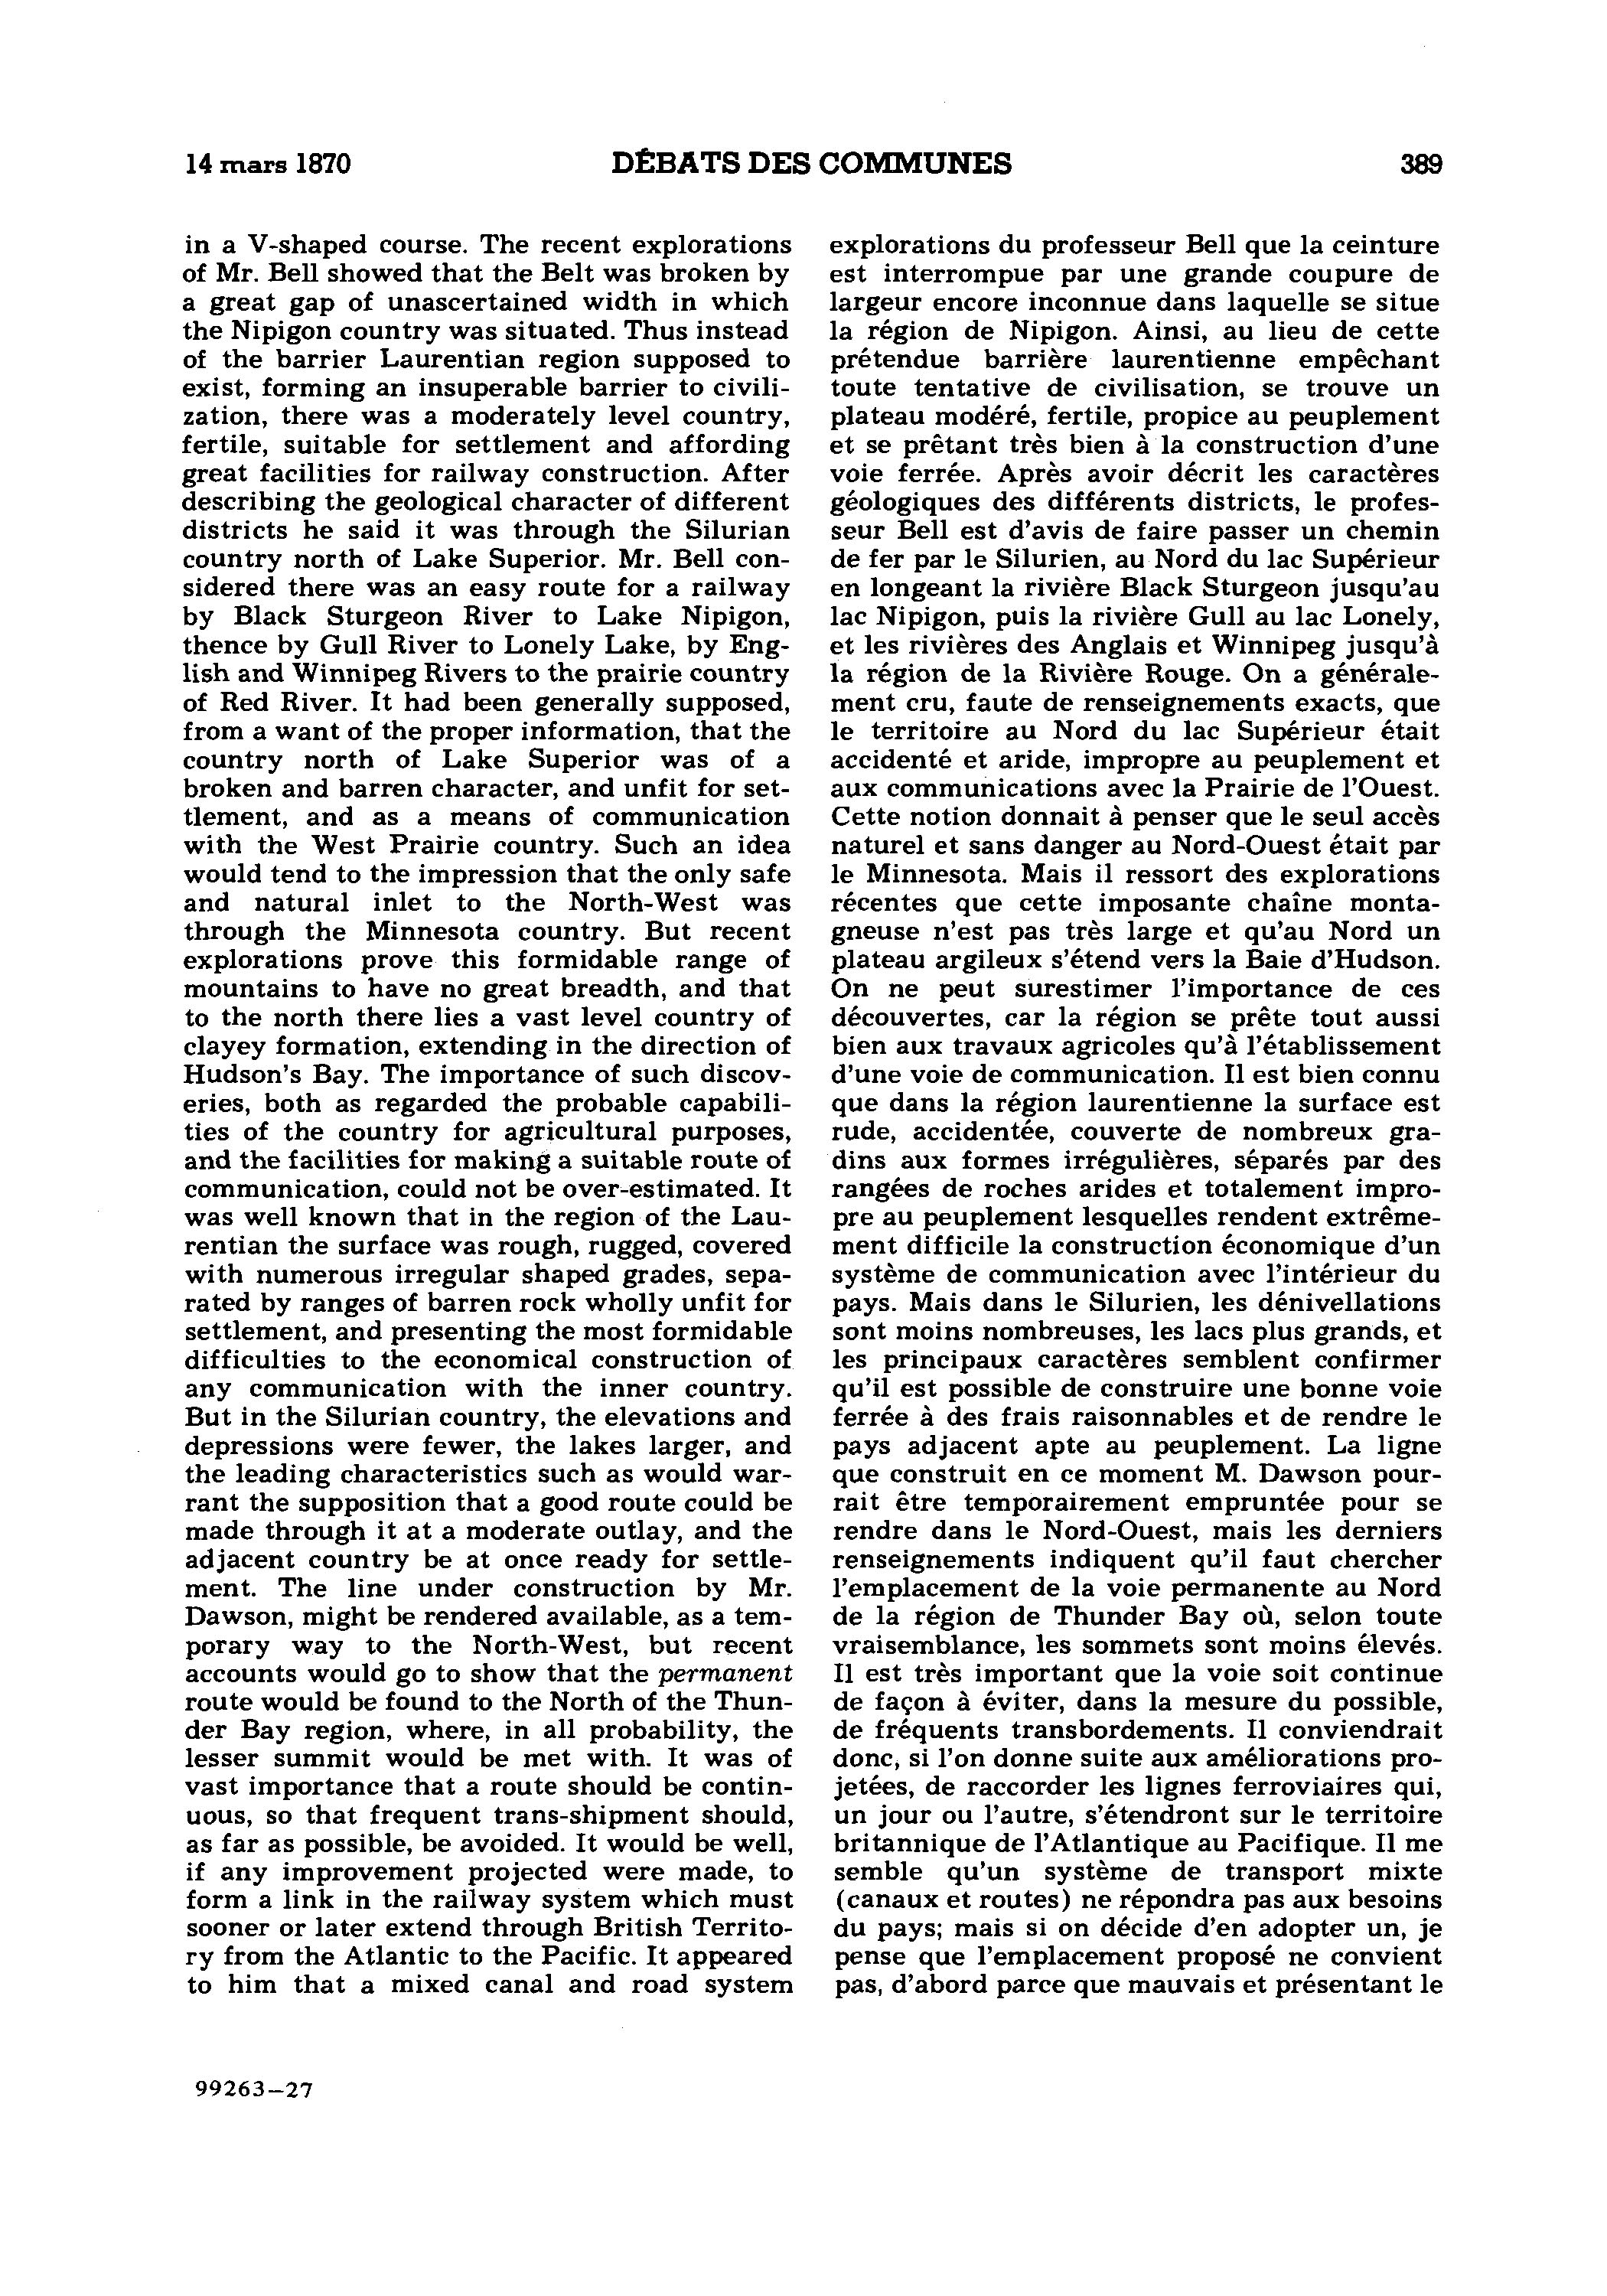 14 mars 1870
DÉBATS DES COMMUNES
389
in a V-shaped course. The recent explorations
of Mr. Bell showed that the Belt was broken by
a great gap of unascertained width in which
the Nipigon country was situated. Thus instead
of the barrier Laurentian region supposed to
exist, forming an insuperable barrier to civili-
zation, there was a moderately level country,
fertile, suitable for settlement and affording
great facilities for railway construction. After
describing the geological character of different
districts he said it was through the Silurian
country north of Lake Superior. Mr. Bell con-
sidered there was an easy route for a railway
by Black Sturgeon River to Lake Nipigon,
thence by Gull River to Lonely Lake, by Eng-
lish and Winnipeg Rivers to the prairie country
of Red River. It had been generally supposed,
from a want of the proper information, that the
country north of Lake Superior was of a
broken and barren character, and unfit for set-
tlement, and as a means of communication
with the West Prairie country. Such an idea
would tend to the impression that the only safe
and natural inlet to the North-West was
through the Minnesota country. But recent
explorations prove this formidable range of
mountains to have no great breadth, and that
to the north there lies a vast level country of
clayey formation, extending in the direction of
Hudson's Bay. The importance of such discov-
eries, both as regarded the probable capabili-
ties of the country for agricultural purposes,
and the facilities for making a suitable route of
communication, could not be over-estimated. It
was well known that in the region of the Lau-
rentian the surface was rough, rugged, covered
with numerous irregular shaped grades, sepa-
rated by ranges of barren rock wholly unfit for
settlement, and presenting the most formidable
difficulties to the economical construction of
any communication with the inner country.
But in the Silurian country, the elevations and
depressions were fewer, the lakes larger, and
the leading characteristics such as would war-
rant the supposition that a good route could be
made through it at a moderate outlay, and the
adjacent country be at once ready for settle-
ment. The line under construction by Mr.
Dawson, might be rendered available, as a tem-
porary way to the North-West, but recent
accounts would go to show that the permanent
route would be found to the North of the Thun-
der Bay region, where, in all probability, the
lesser summit would be met with. It was of
vast importance that a route should be contin-
uous, so that frequent trans-shipment should,
as far as possible, be avoided. It would be well,
if any improvement projected were made, to
form a link in the railway system which must
sooner or later extend through British Territo-
ry from the Atlantic to the Pacific. It appeared
to him that a mixed canal and road system
explorations du professeur Bell que la ceinture
est interrompue par une grande coupure de
largeur encore inconnue dans laquelle se situe
la région de Nipigon. Ainsi, au lieu de cette
prétendue barrière laurentienne empêchant
toute tentative de civilisation, se trouve un
plateau modéré, fertile, propice au peuplement
et se prêtant très bien à la construction d'une
voie ferrée. Après avoir décrit les caractères
géologiques des différents districts, le profes-
seur Bell est d'avis de faire passer un chemin
de fer par le Silurien, au Nord du lac Supérieur
en longeant la rivière Black Sturgeon jusqu'au
lac Nipigon, puis la rivière Gull au lac Lonely,
et les rivières des Anglais et Winnipeg jusqu'à
la région de la Rivière Rouge. On a générale-
ment cru, faute de renseignements exacts, que
le territoire au Nord du lac Supérieur était
accidenté et aride, impropre au peuplement et
aux communications avec la Prairie de l'Ouest.
Cette notion donnait à penser que le seul accès
naturel et sans danger au Nord-Ouest était par
le Minnesota. Mais il ressort des explorations
récentes que cette imposante chaîne monta-
gneuse n'est pas très large et qu'au Nord un
plateau argileux s'étend vers la Baie d'Hudson.
On ne peut surestimer l'importance de ces
découvertes, car la région se prête tout aussi
bien aux travaux agricoles qu'à l'établissement
d'une voie de communication. Il est bien connu
que dans la région laurentienne la surface est
rude, accidentée, couverte de nombreux gra-
dins aux formes irrégulières, séparés par des
rangées de roches arides et totalement impro-
pre au peuplement lesquelles rendent extrême-
ment difficile la construction économique d'un
système de communication avec l'intérieur du
pays. Mais dans le Silurien, les dénivellations
sont moins nombreuses, les lacs plus grands, et
les principaux caractères semblent confirmer
qu'il est possible de construire une bonne voie
ferrée à des frais raisonnables et de rendre le
pays adjacent apte au peuplement. La ligne
que construit en ce moment M. Dawson pour-
rait être temporairement empruntée pour se
rendre dans le Nord-Ouest, mais les derniers
renseignements indiquent qu'il faut chercher
l'emplacement de la voie permanente au Nord
de la région de Thunder Bay où, selon toute
vraisemblance, les sommets sont moins élevés.
Il est très important que la voie soit continue
de façon à éviter, dans la mesure du possible,
de fréquents transbordements. Il conviendrait
donc, si l'on donne suite aux améliorations pro-
jetées, de raccorder les lignes ferroviaires qui,
un jour ou l'autre, s'étendront sur le territoire
britannique de l'Atlantique au Pacifique. Il me
semble qu'un système de transport mixte
(canaux et routes) ne répondra pas aux besoins
du pays; mais si on décide d'en adopter un, je
pense que l'emplacement proposé ne convient
pas, d'abord parce que mauvais et présentant le
99263-27